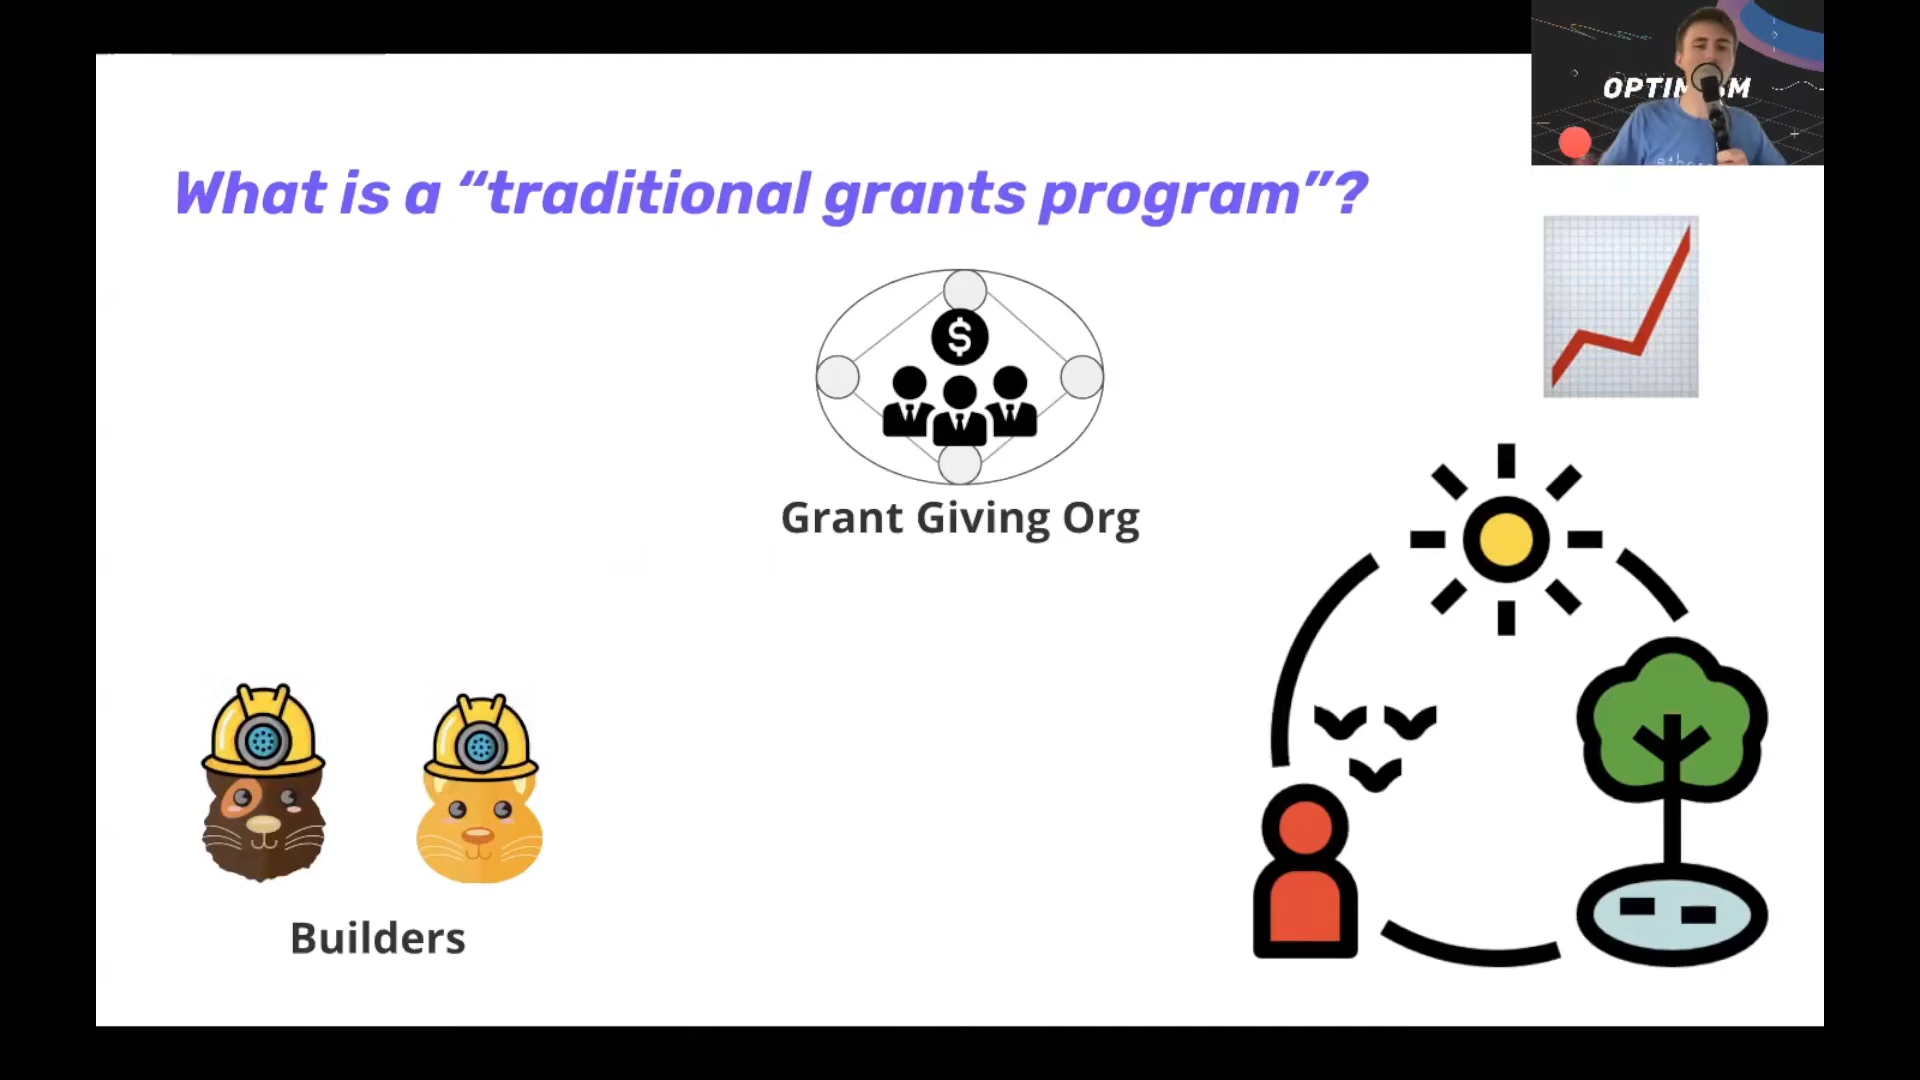 What is a “traditional grants program”?
$
Grant Giving Org
Builders